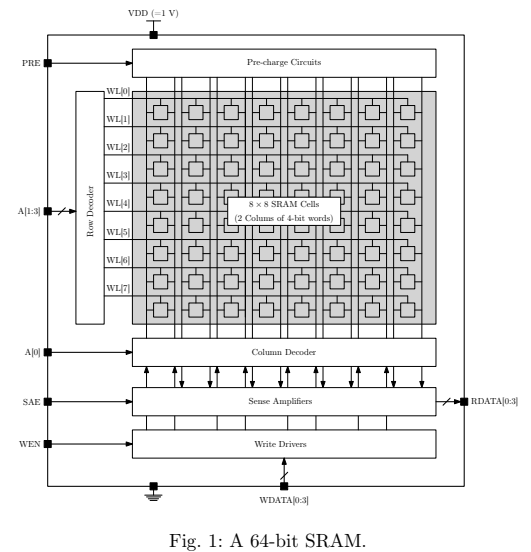 VDD (=1 V)
PRE
Pre-charge Circuits
WL[0]
WL[1]
WL[2]
WL[3]
WL[4]
WL[5]
WL[6]
WL[7]
A[1:3]
Row Decoder
8 × 8 SRAM Cells
(2 Colums of 4-bit words)
A[0]
Column Decoder
SAE
Sense Amplifiers
RDATA[0:3]
WEN
Write Drivers
WDATA[0:3]
Fig. 1: A 64-bit SRAM.